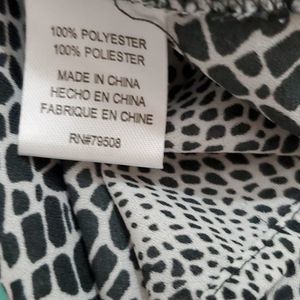 100% POLYESTER
100% POLIESTER
MADE IN CHINA
HECHO EN CHINA
FABRIQUE EN CHINE
RN#79508